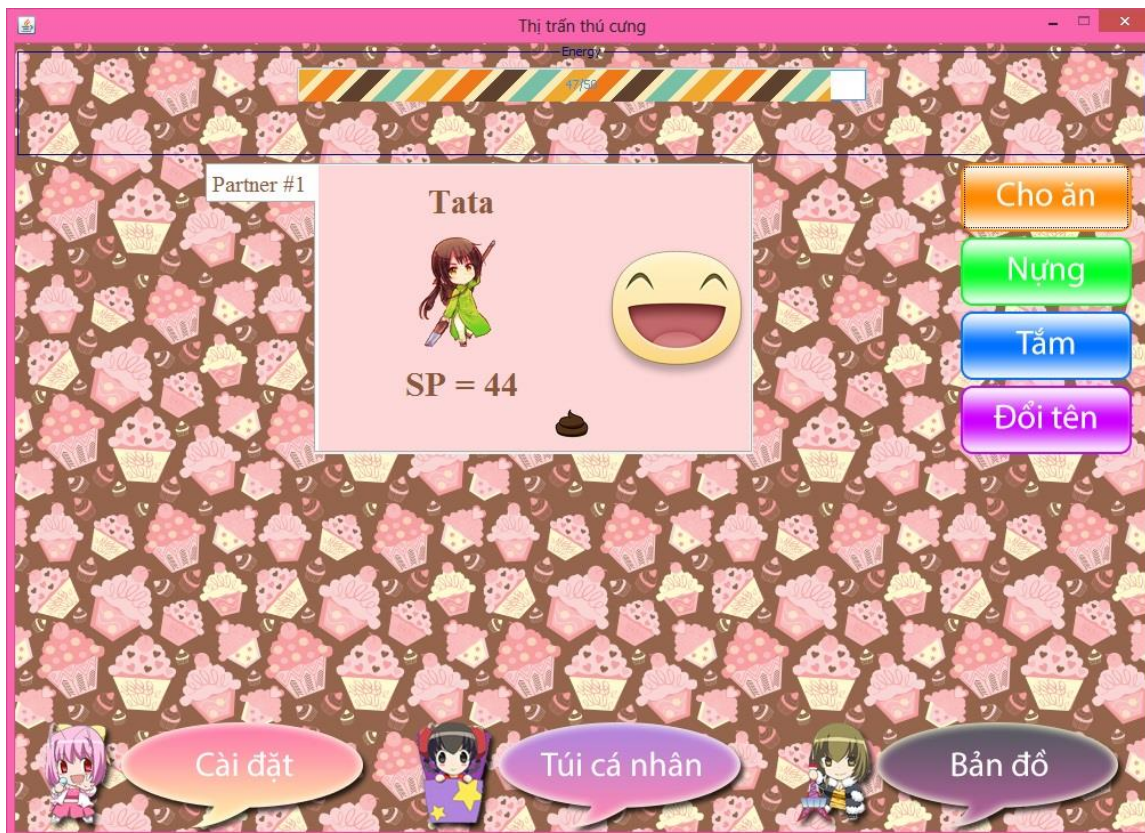 Thị trấn thú cưng
Energy
47/50
Partner #1
Tata
SP = 44
Cho ăn
Nựng
Tắm
Đổi tên
Cài đặt
Túi cá nhân
Bản đồ